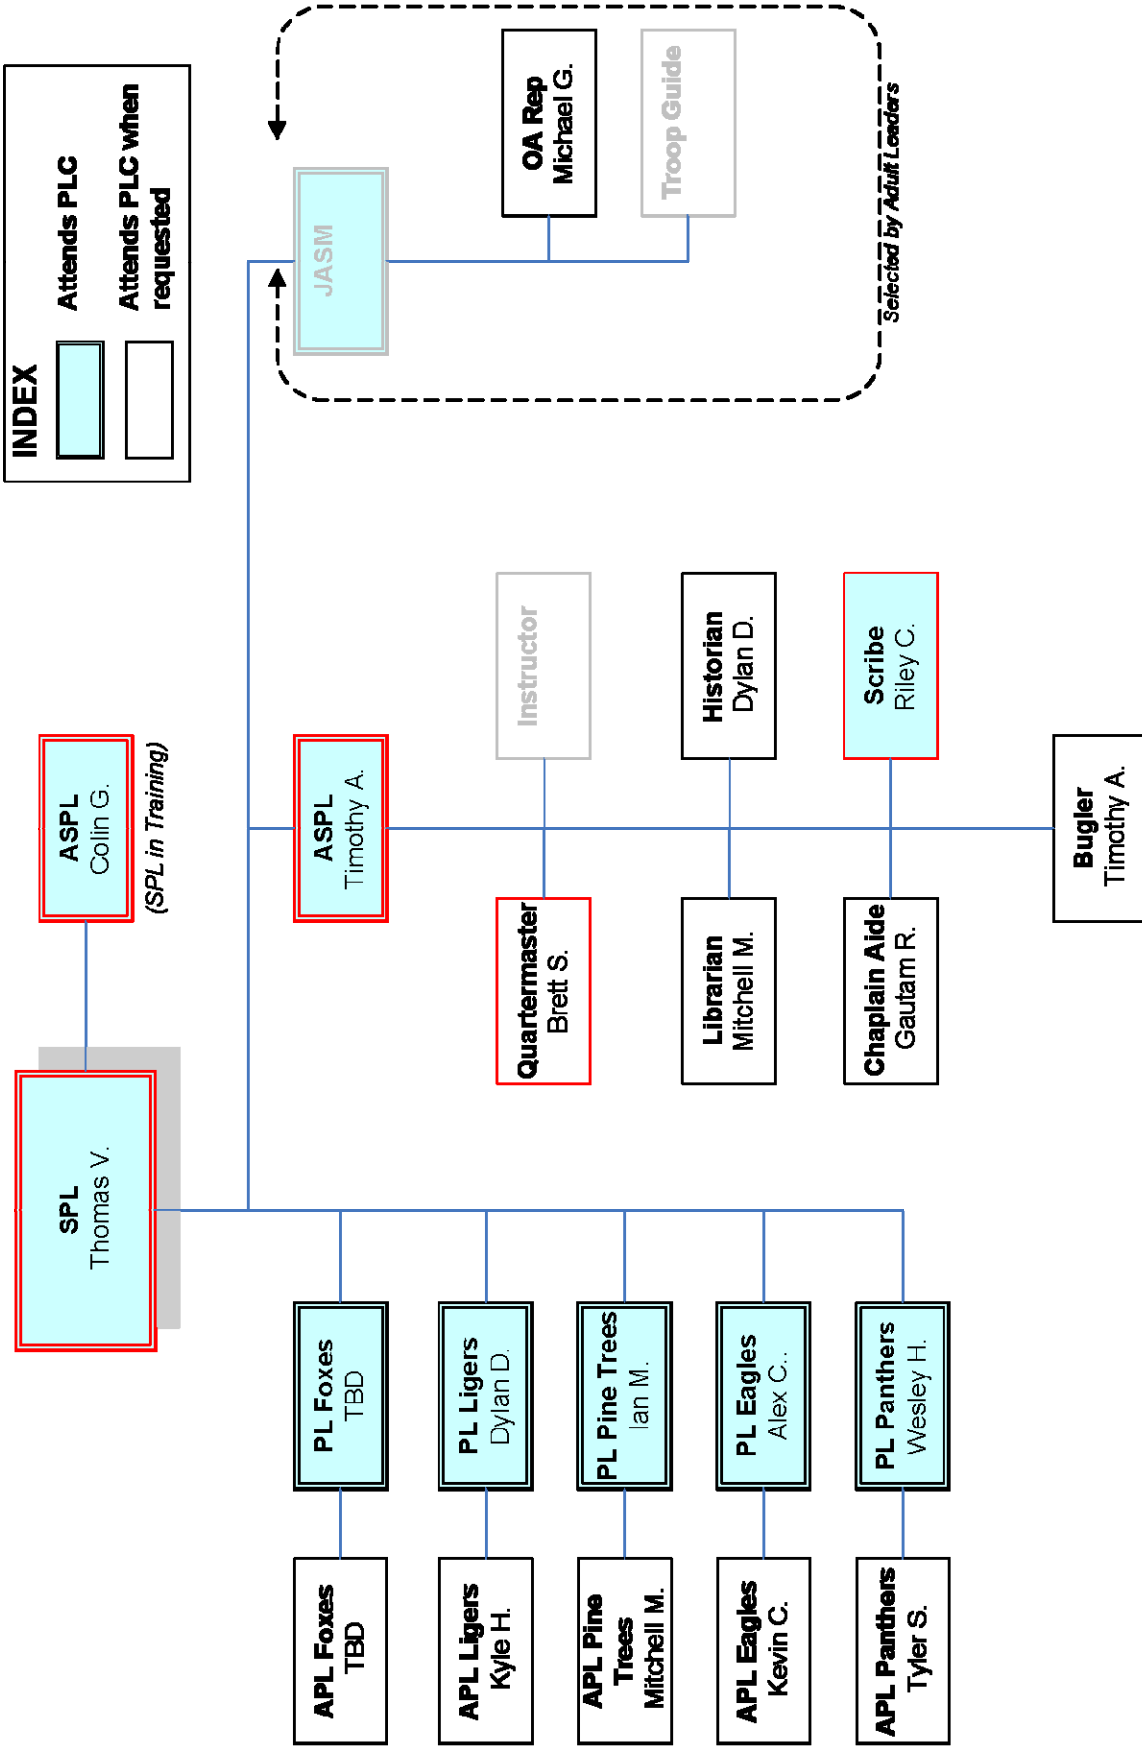 INDEX
Attends PLC
Attends PLC when
requested
SPL
Thomas V.
ASPL
Colin G.
(SPL in Training)
PL Foxes
TBD
APL Foxes
TBD
PL Ligers
Dylan D.
APL Ligers
Kyle H.
PL Pine Trees
Ian M.
APL Pine
Trees
Mitchell M.
PL Eagles
Alex C..
APL Eagles
Kevin C.
PL Panthers
Wesley H.
APL Panthers
Tyler S.
ASPL
Timothy A.
Quartermaster
Brett S.
Instructor
Librarian
Mitchell M.
Historian
Dylan D.
Chaplain Aide
Gautam R.
Scribe
Riley C.
Bugler
Timothy A.
JASM
OA Rep
Michael G.
Troop Guide
Selected by Adult Leaders